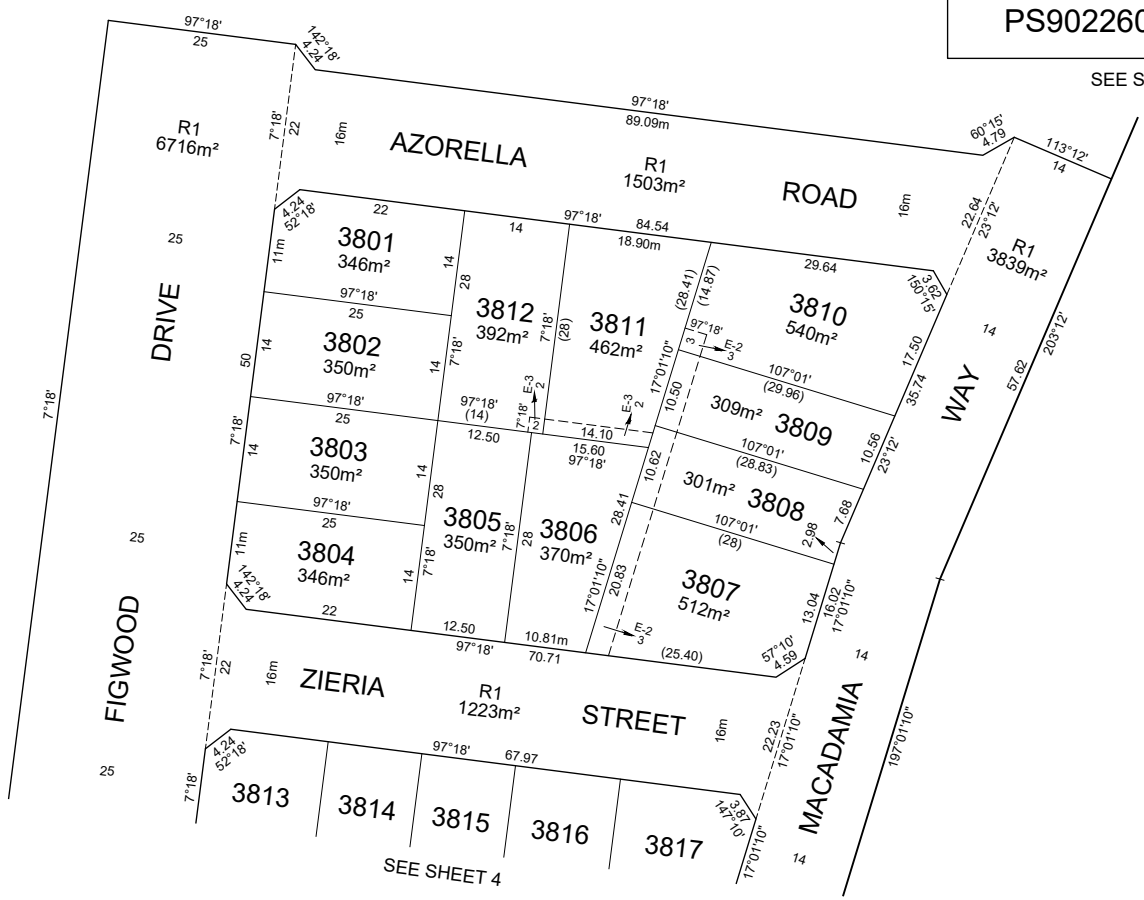 PS902260
SEE S
97°18'
25
142°18'
4.24
97°18'
89.09m
60°15'
4.79
113°12'
14
R1
6716m²
7°18'
22
16m
AZORELLA
R1
1503m²
ROAD
16m
22.64
23°12'
R1
3839m²
4.24
52°18'
22
14
97°18'
84.54
18.90m
29.64
3.62
150°15'
25
11m
3801
346m²
14
28
3812
392m²
7°18'
(28)
3811
462m²
(28.41)
(14.87)
3810
540m²
14
203°12'
DRIVE
97°18'
25
3802
350m²
14
50
14
7°18'
97°18'
3
E-2
3
17.50
35.74
57.62
WAY
7°18'
17°01'10"
10.50
107°01'
(29.96)
309m²
3809
E-3
2
E-3
2
7°18'
2
97°18'
25
97°18'
(14)
12.50
14.10
15.60
97°18'
107°01'
(28.83)
10.56
23°12'
7°18'
14
3803
350m²
14
28
3805
350m²
7°18'
28
3806
370m²
10.62
28.41
301m²
3808
7.68
2.98
97°18'
25
107°01'
(28)
25
11m
3804
346m²
14
7°18'
17°01'10"
20.83
3807
512m²
13.04
16.02
17°01'10"
142°18'
4.24
22
12.50
97°18'
10.81m
70.71
E-2
3
(25.40)
57°10'
4.59
14
FIGWOOD
7°18'
22
16m
ZIERIA
R1
1223m²
STREET
16m
22.23
17°01'10"
MACADAMIA
197°01'10"
25
4.24
52°18'
7°18'
97°18'
67.97
3.87
147°10'
17°01'10"
14
3813
3814
3815
3816
3817
SEE SHEET 4